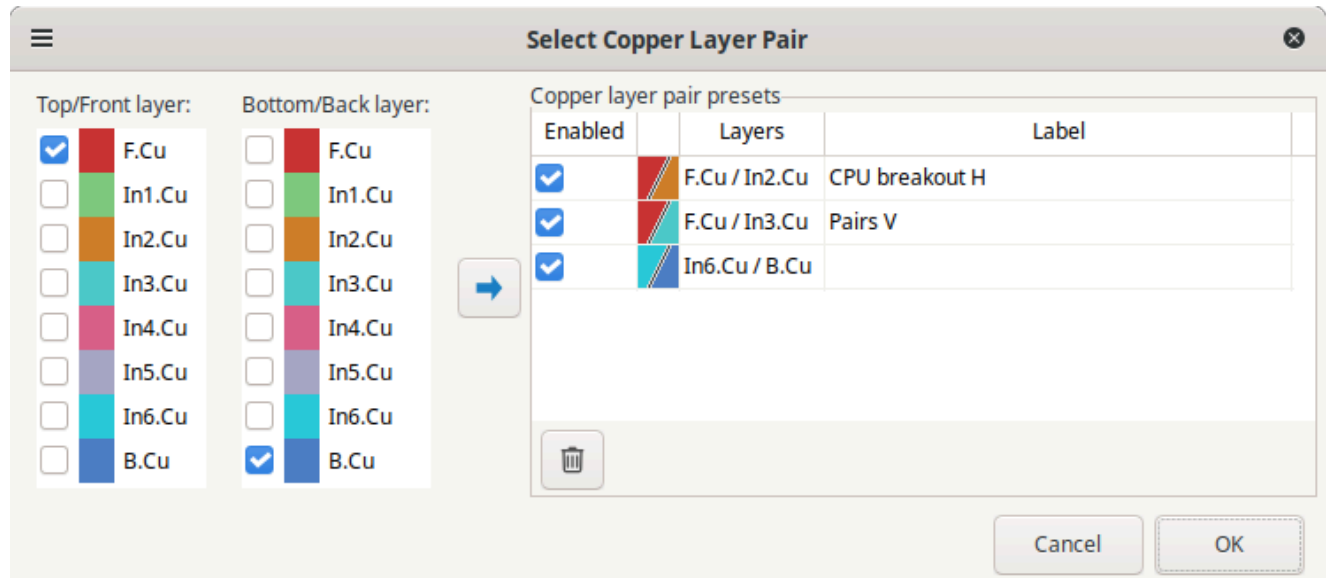 Select Copper Layer Pair
Top/Front layer:
F.Cu
In1.Cu
In2.Cu
In3.Cu
In4.Cu
In5.Cu
In6.Cu
B.Cu
Bottom/Back layer:
F.Cu
In1.Cu
In2.Cu
In3.Cu
In4.Cu
In5.Cu
In6.Cu
B.Cu
Copper layer pair presets
Enabled Layers Label
F.Cu / In2.Cu CPU breakout H
F.Cu / In3.Cu Pairs V
In6.Cu / B.Cu
Cancel OK